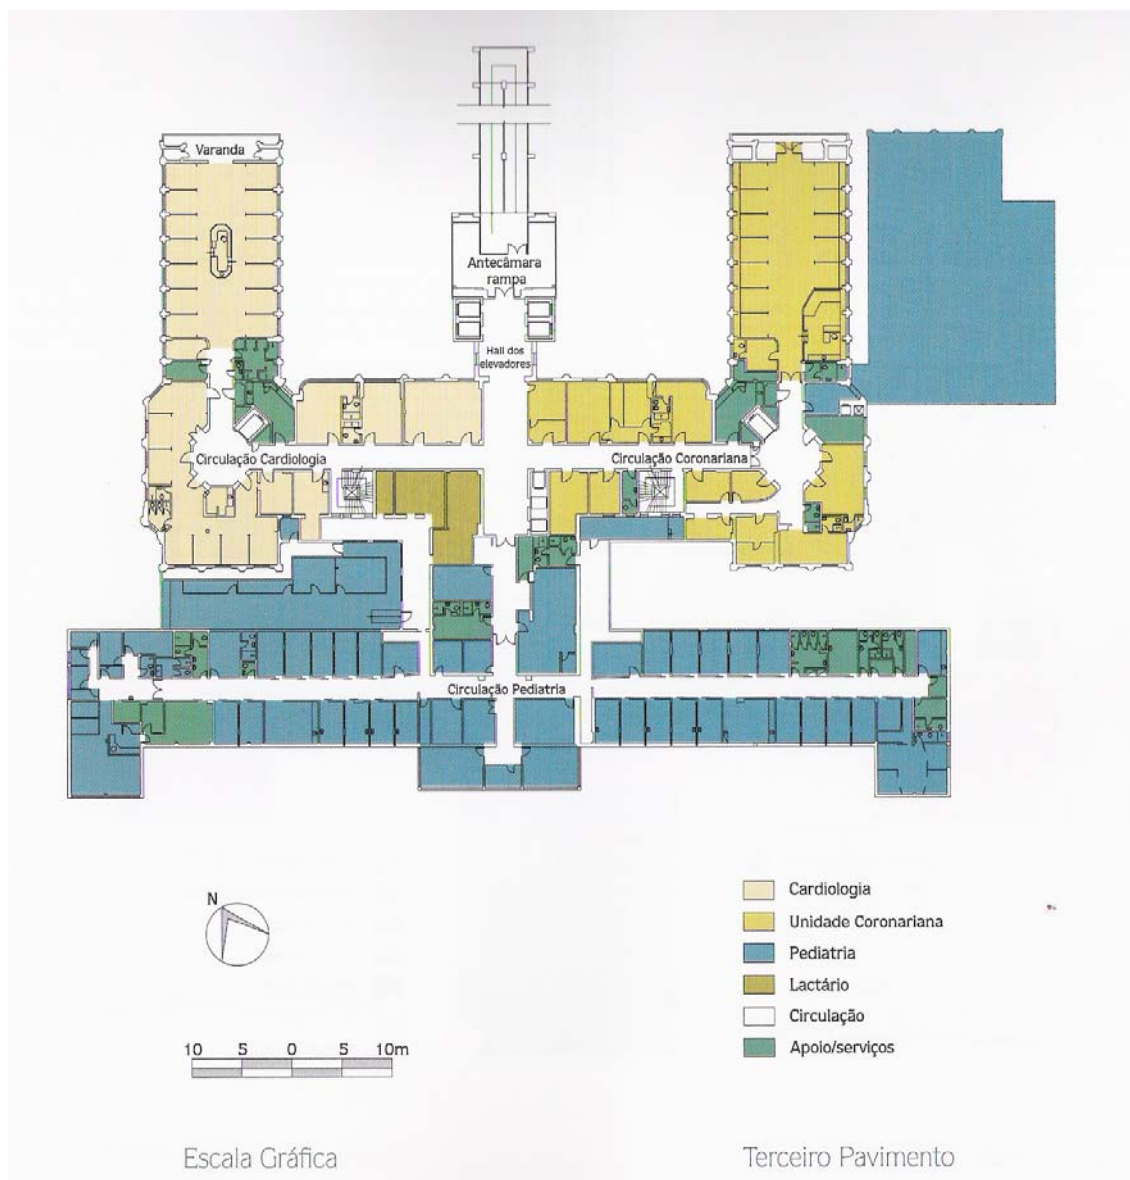 Varanda
Antecâmara
rampa
Hall dos
elevadores
Circulação Cardiologia
Circulação Coronariana
Circulação Pediatria
N
Cardiologia
Unidade Coronariana
Pediatria
Lactário
Circulação
Apoio/serviços
10 5 0 5 10m
Escala Gráfica
Terceiro Pavimento